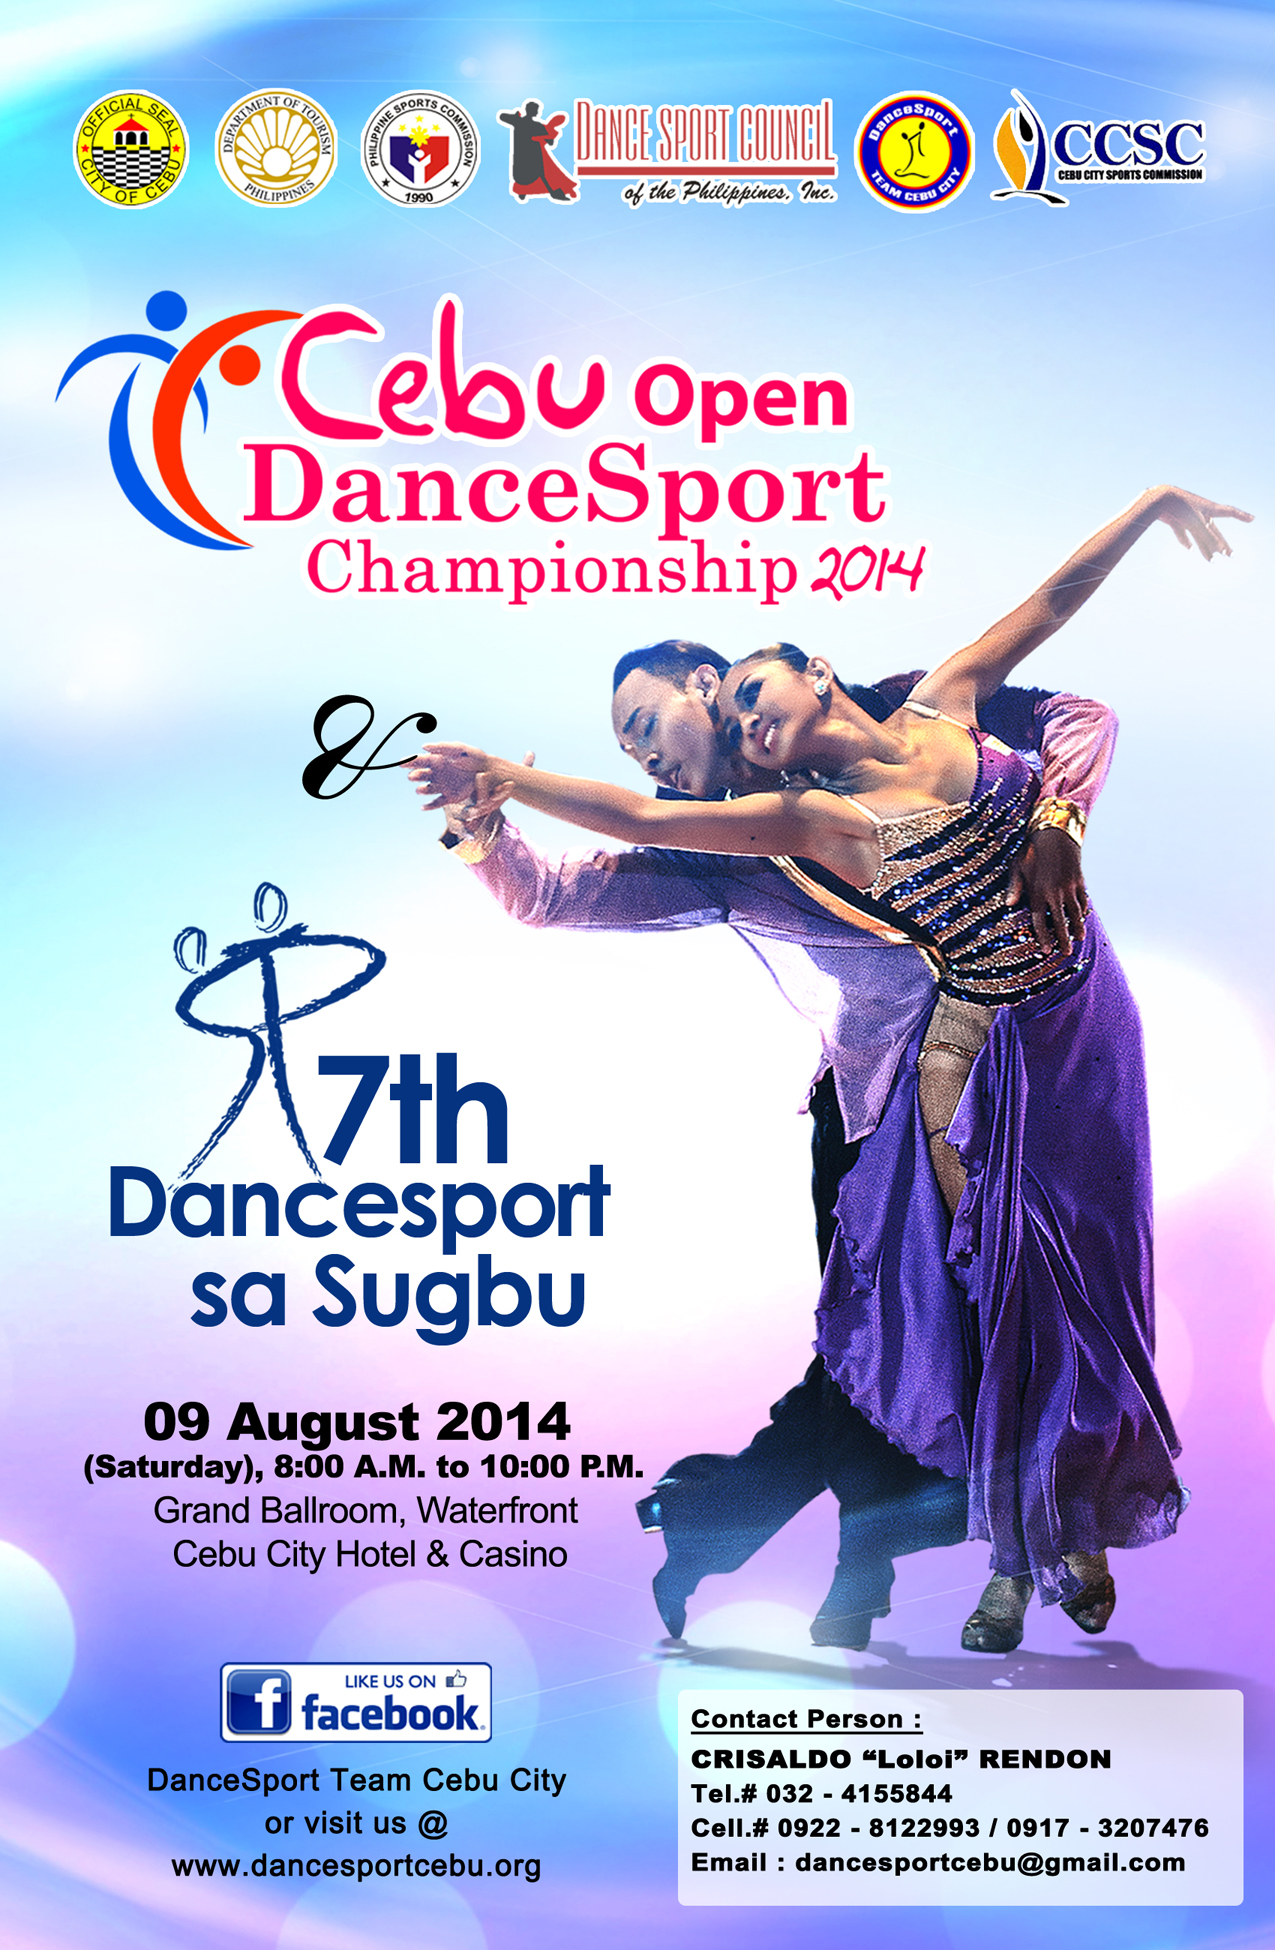 OFFICIAL SEAL
CITY OF CEBU
DEPARTMENT OF TOURISM
PHILIPPINES
PHILIPPINE SPORTS COMMISSION
1990
DANCE SPORT COUNCIL
of the Philippines, Inc.
DanceSport
TEAM CEBU CITY
CCSC
CEBU CITY SPORTS COMMISSION
Cebu Open
DanceSport
Championship 2014
&
7th
Dancesport
sa Sugbu
09 August 2014
(Saturday), 8:00 A.M. to 10:00 P.M.
Grand Ballroom, Waterfront
Cebu City Hotel & Casino
LIKE US ON
f facebook
DanceSport Team Cebu City
or visit us @
www.dancesportcebu.org
Contact Person :
CRISALDO “Loloi” RENDON
Tel.# 032 - 4155844
Cell.# 0922 - 8122993 / 0917 - 3207476
Email : dancesportcebu@gmail.com